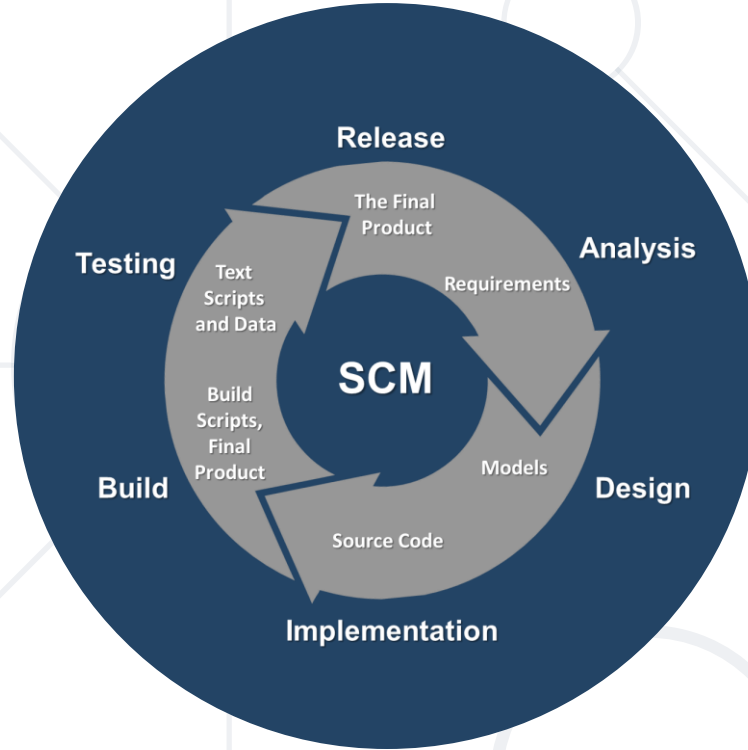 Release
The Final
Product
Analysis
Requirements
Testing
Text
Scripts
and Data
SCM
Build
Scripts,
Final
Product
Models
Build
Design
Source Code
Implementation